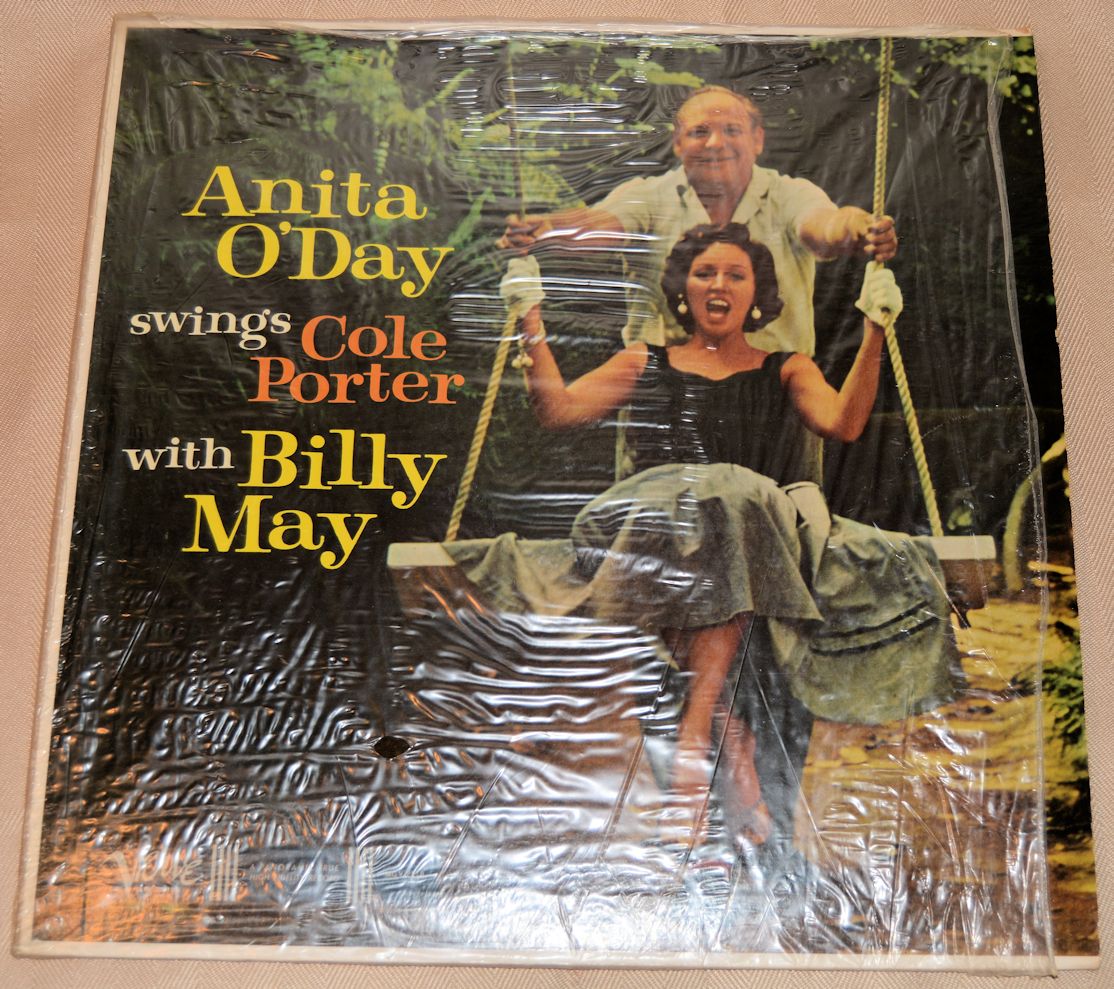 Anita
O'Day
swings Cole
Porter
with Billy
May